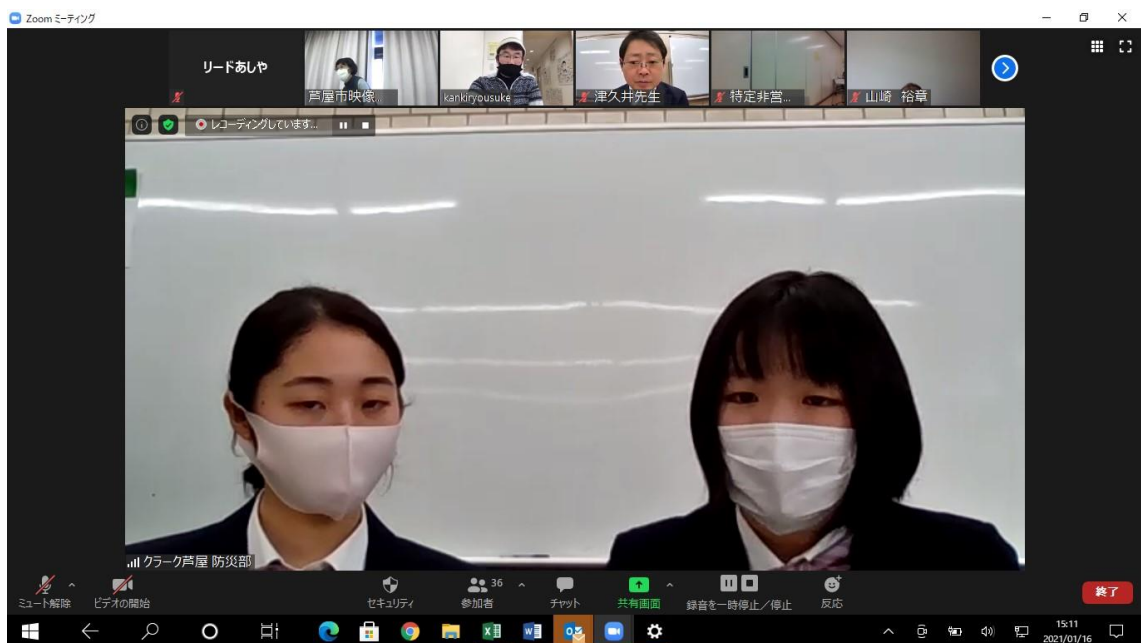 Zoom ミーティング
リードあしや
芦屋市映像...
kankiryousuke
津久井先生
特定非営...
山崎 裕章
レコーディングしています...
クラーク芦屋 防災部
ミュート解除
ビデオの開始
セキュリティ
36
参加者
チャット
共有画面
録音を一時停止/停止
反応
終了
15:11
2021/01/16